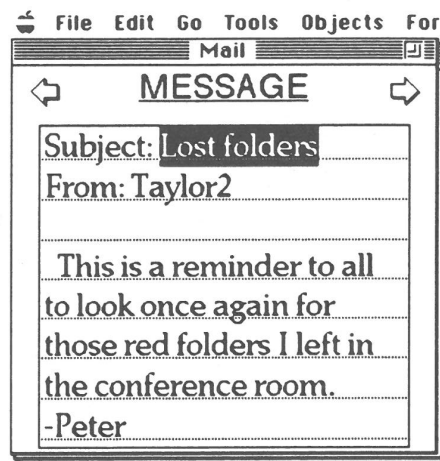 File Edit Go Tools Objects For
Mail
MESSAGE
Subject: Lost folders
From: Taylor2
This is a reminder to all
to look once again for
those red folders I left in
the conference room.
-Peter